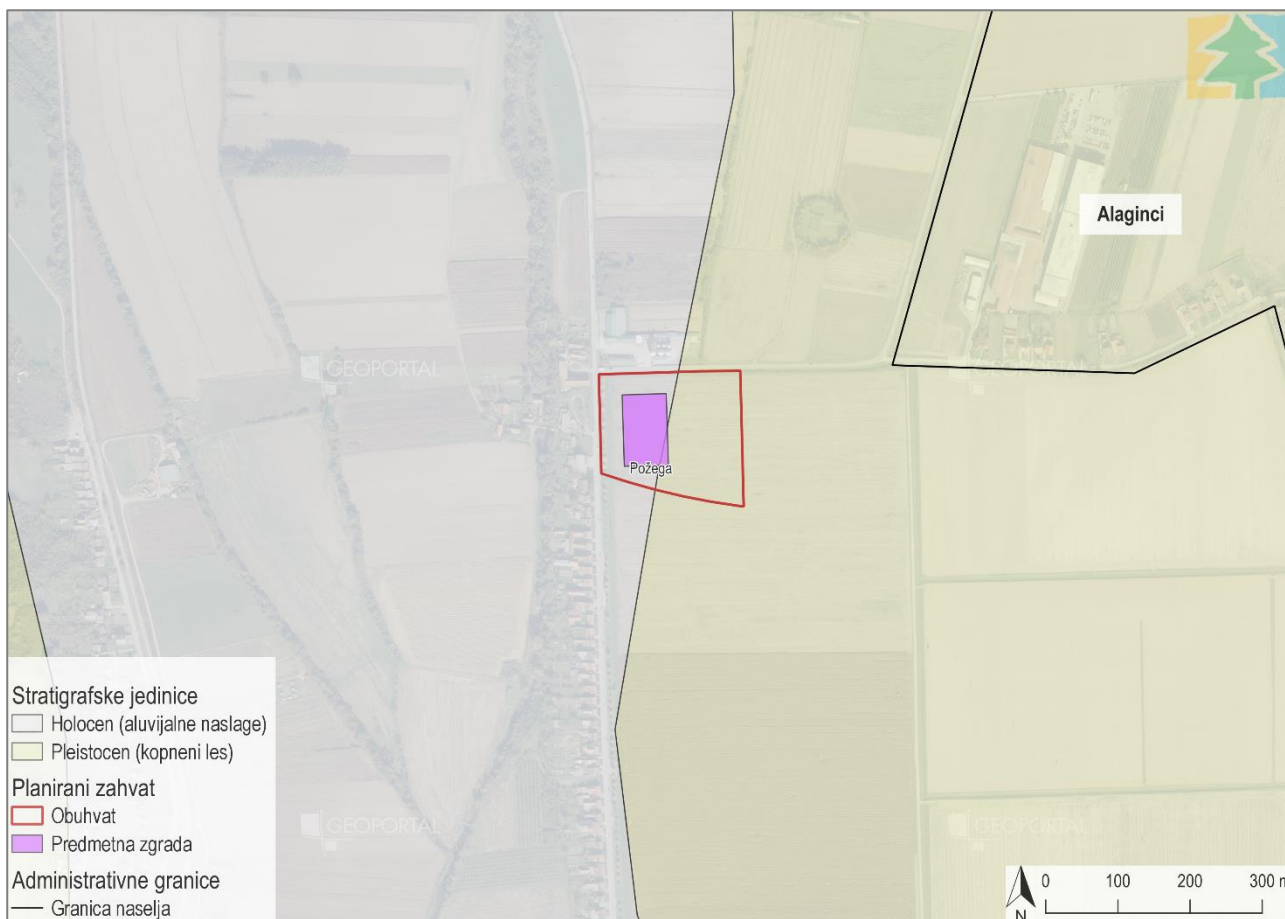 Alaginci
GEOPORTAL
GEOPORTAL
Požega
GEOPORTAL
GEOPORTAL
Stratigrafske jedinice
Holocen (aluvijalne naslage)
Pleistocen (kopneni les)
Planirani zahvat
Obuhvat
Predmetna zgrada
Administrativne granice
Granica naselja
0 100 200 300 m
N